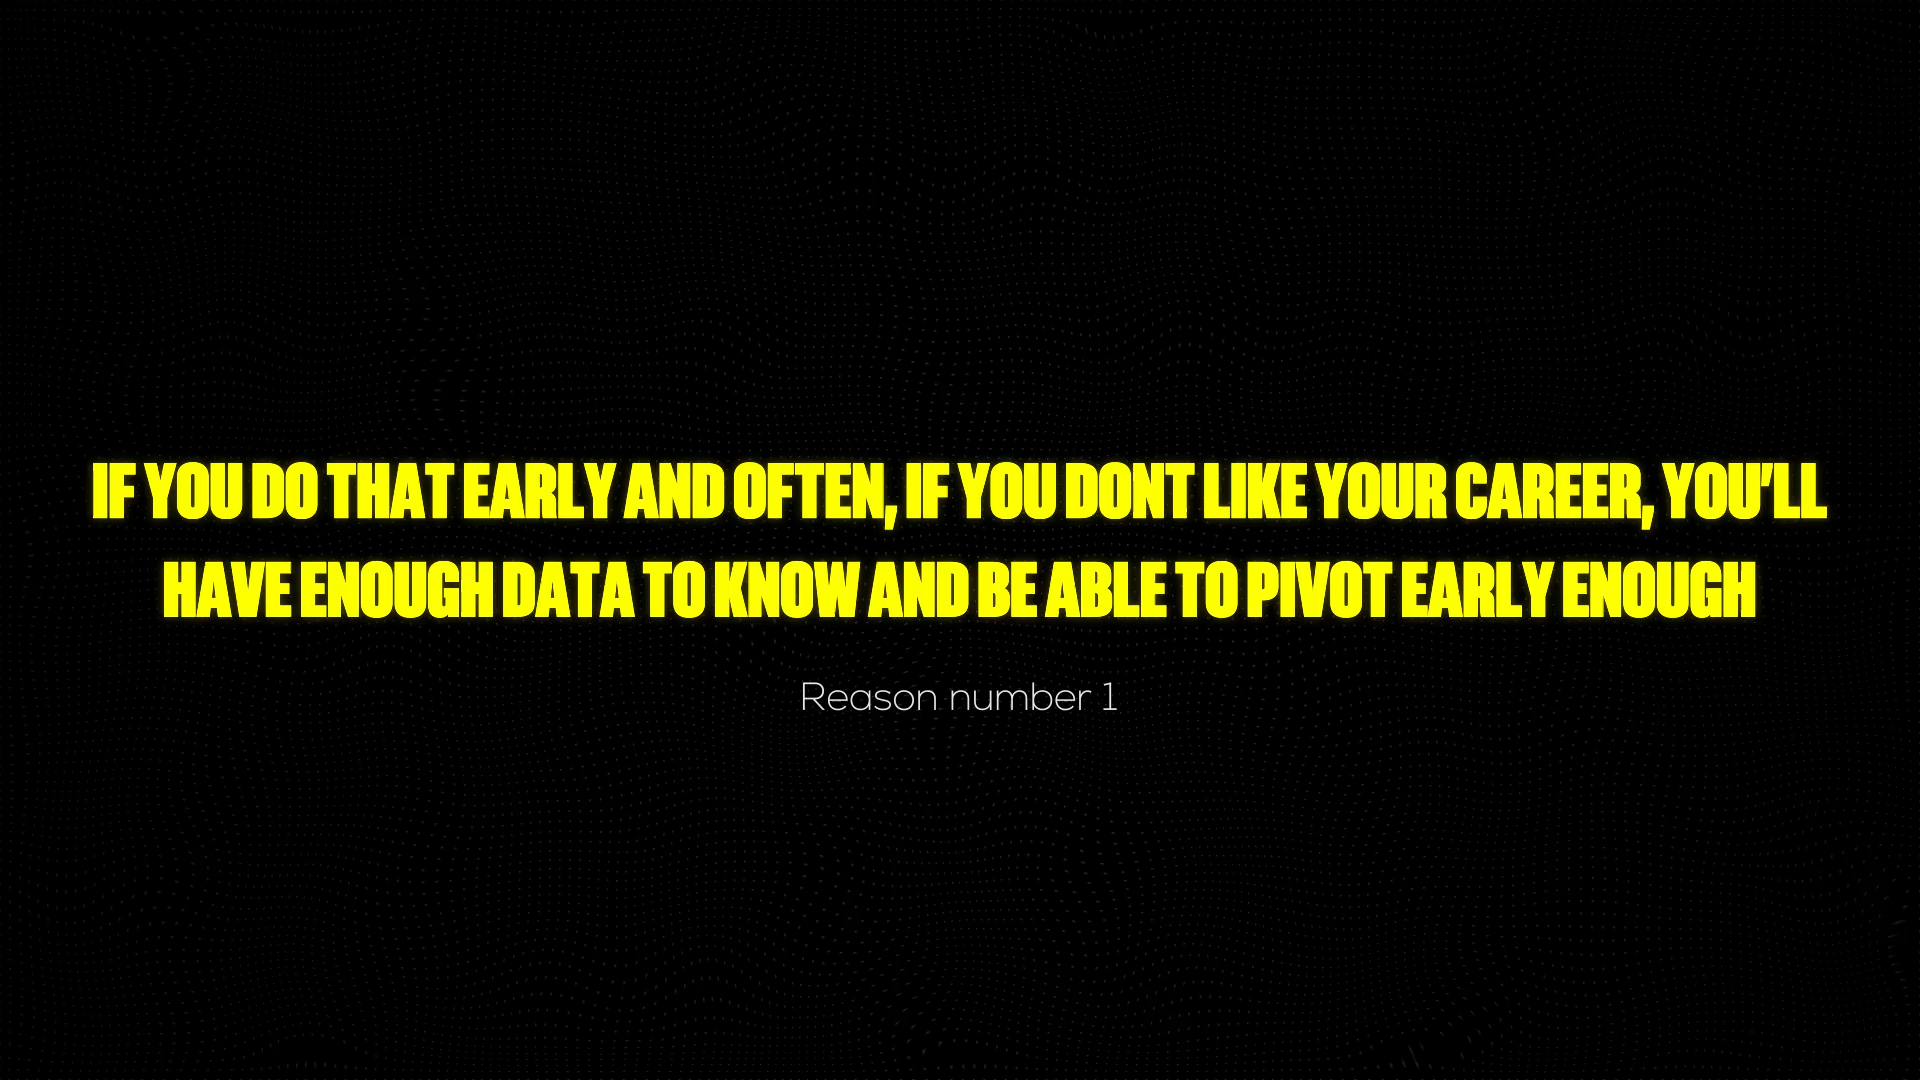 IF YOU DO THAT EARLY AND OFTEN, IF YOU DONT LIKE YOUR CAREER, YOU'LL
HAVE ENOUGH DATA TO KNOW AND BE ABLE TO PIVOT EARLY ENOUGH
Reason number 1